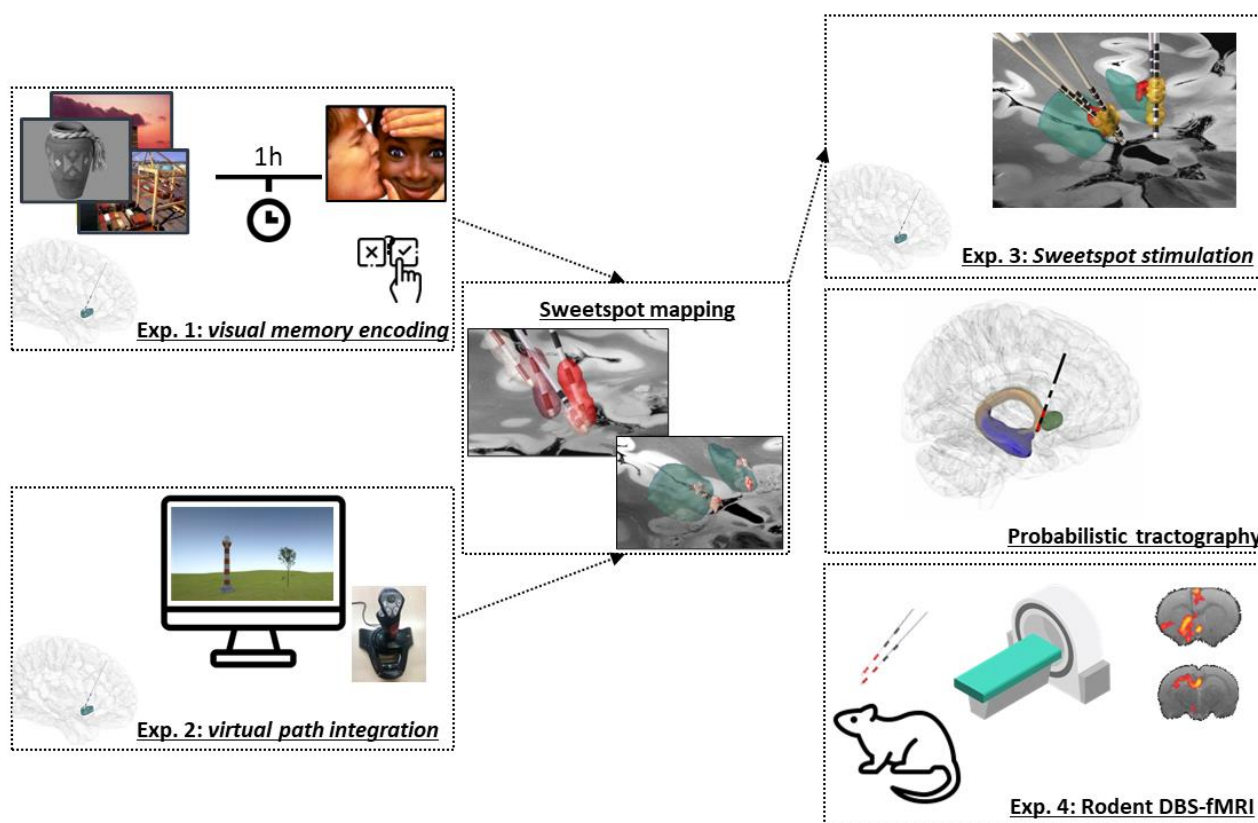 1h
Exp. 1: visual memory encoding
Exp. 2: virtual path integration
Sweetspot mapping
Exp. 3: Sweetspot stimulation
Probabilistic tractography
Exp. 4: Rodent DBS-fMRI